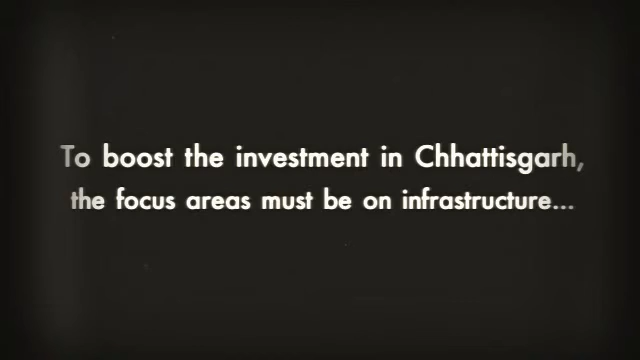 To boost the investment in Chhattisgarh,
the focus areas must be on infrastructure...